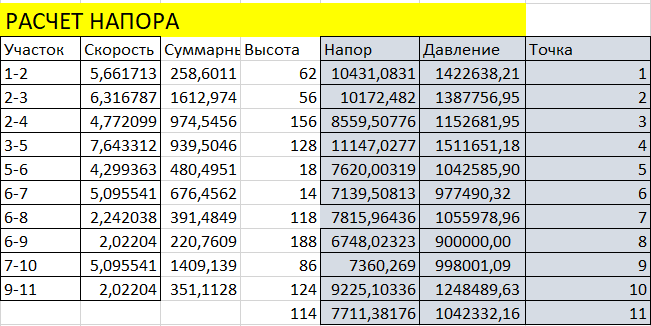 РАСЧЕТ НАПОРА
Участок Скорость Суммарнь Высота Напор Давление Точка
1-2 5,661713 258,6011 62 10431,0831 1422638,21 1
2-3 6,316787 1612,974 56 10172,482 1387756,95 2
2-4 4,772099 974,5456 156 8559,50776 1152681,95 3
3-5 7,643312 939,5046 128 11147,0277 1511651,18 4
5-6 4,299363 480,4951 18 7620,00319 1042585,90 5
6-7 5,095541 676,4562 14 7139,50813 977490,32 6
6-8 2,242038 391,4849 118 7815,96436 1055978,96 7
6-9 2,02204 220,7609 188 6748,02323 900000,00 8
7-10 5,095541 1409,139 86 7360,269 998001,09 9
9-11 2,02204 351,1128 124 9225,10336 1248489,63 10
114 7711,38176 1042332,16 11